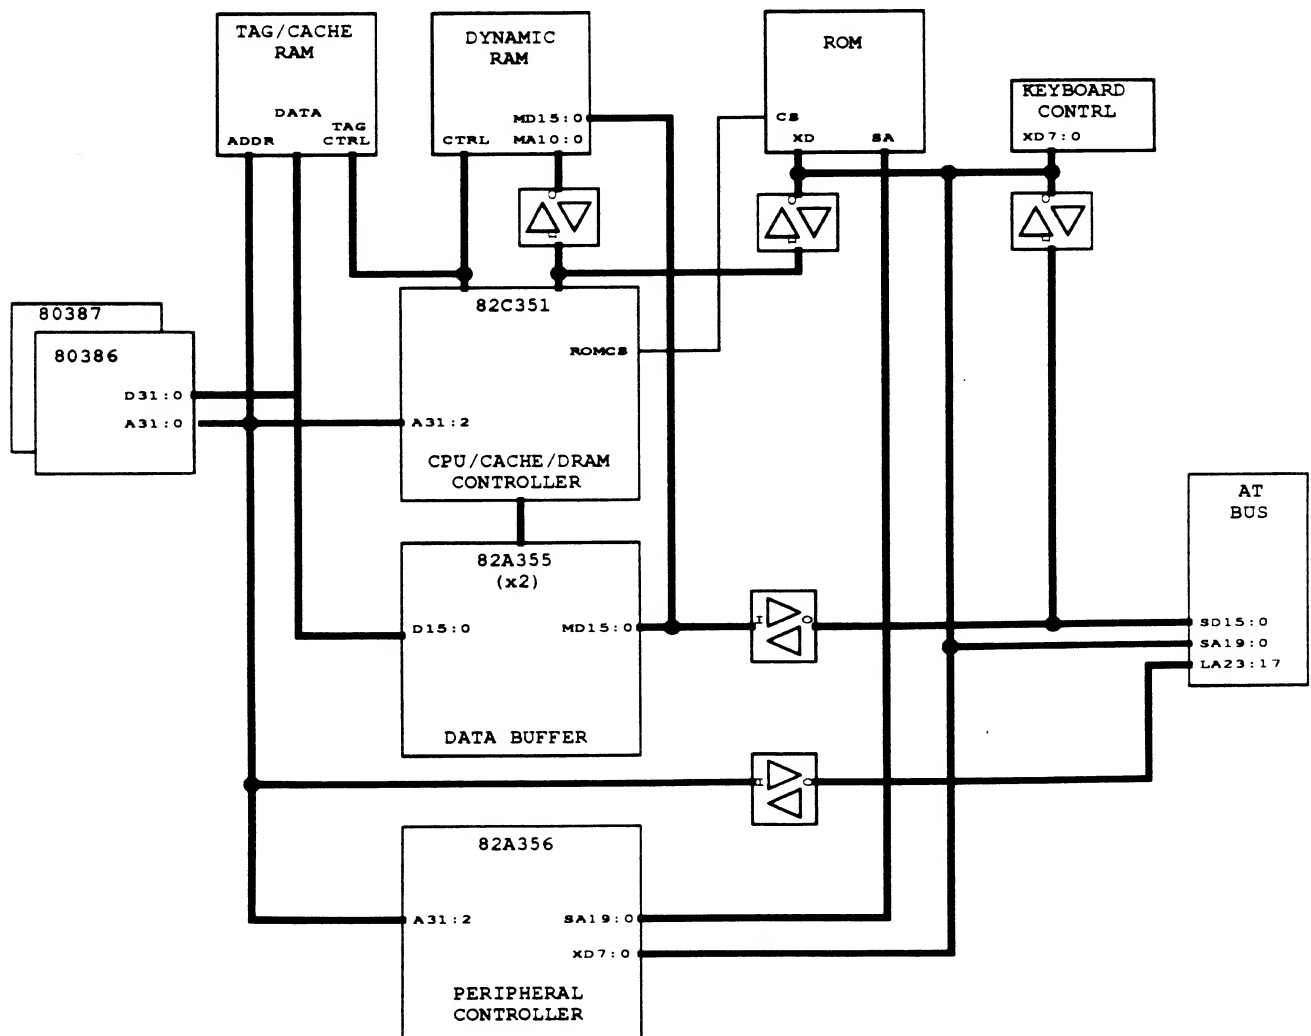 TAG/CACHE
RAM
DATA
TAG
ADDR CTRL
DYNAMIC
RAM
MD15:0
CTRL MA10:0
ROM
CS
XD SA
KEYBOARD
CONTRL
XD7:0
I O
I O
I O
80387
80386
D31:0
A31:0
82C351
ROMCS
A31:2
CPU/CACHE/DRAM
CONTROLLER
82A355
(x2)
D15:0 MD15:0
DATA BUFFER
I O
AT
BUS
SD15:0
SA19:0
LA23:17
I O
82A356
A31:2 SA19:0
XD7:0
PERIPHERAL
CONTROLLER